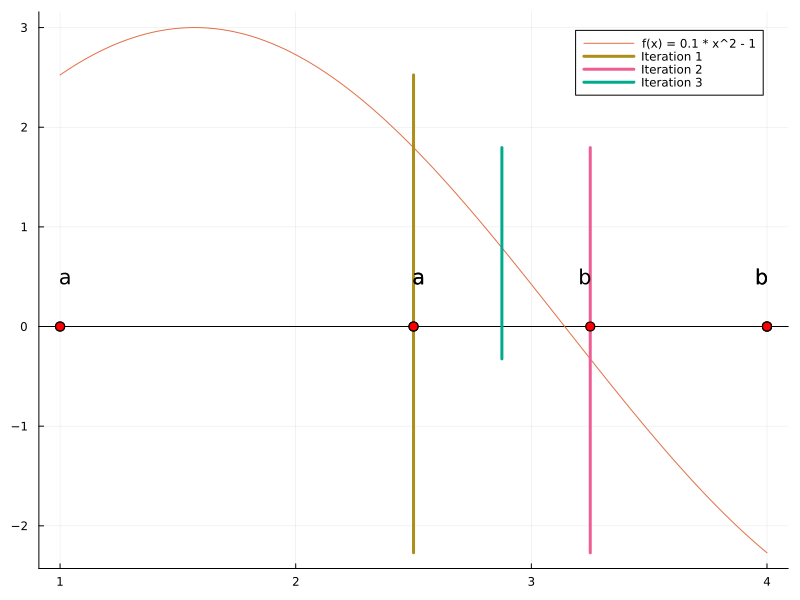 3
2
1
0
−1
−2
1
2
3
4
f(x) = 0.1 * x^2 - 1
Iteration 1
Iteration 2
Iteration 3
a
a
b
b